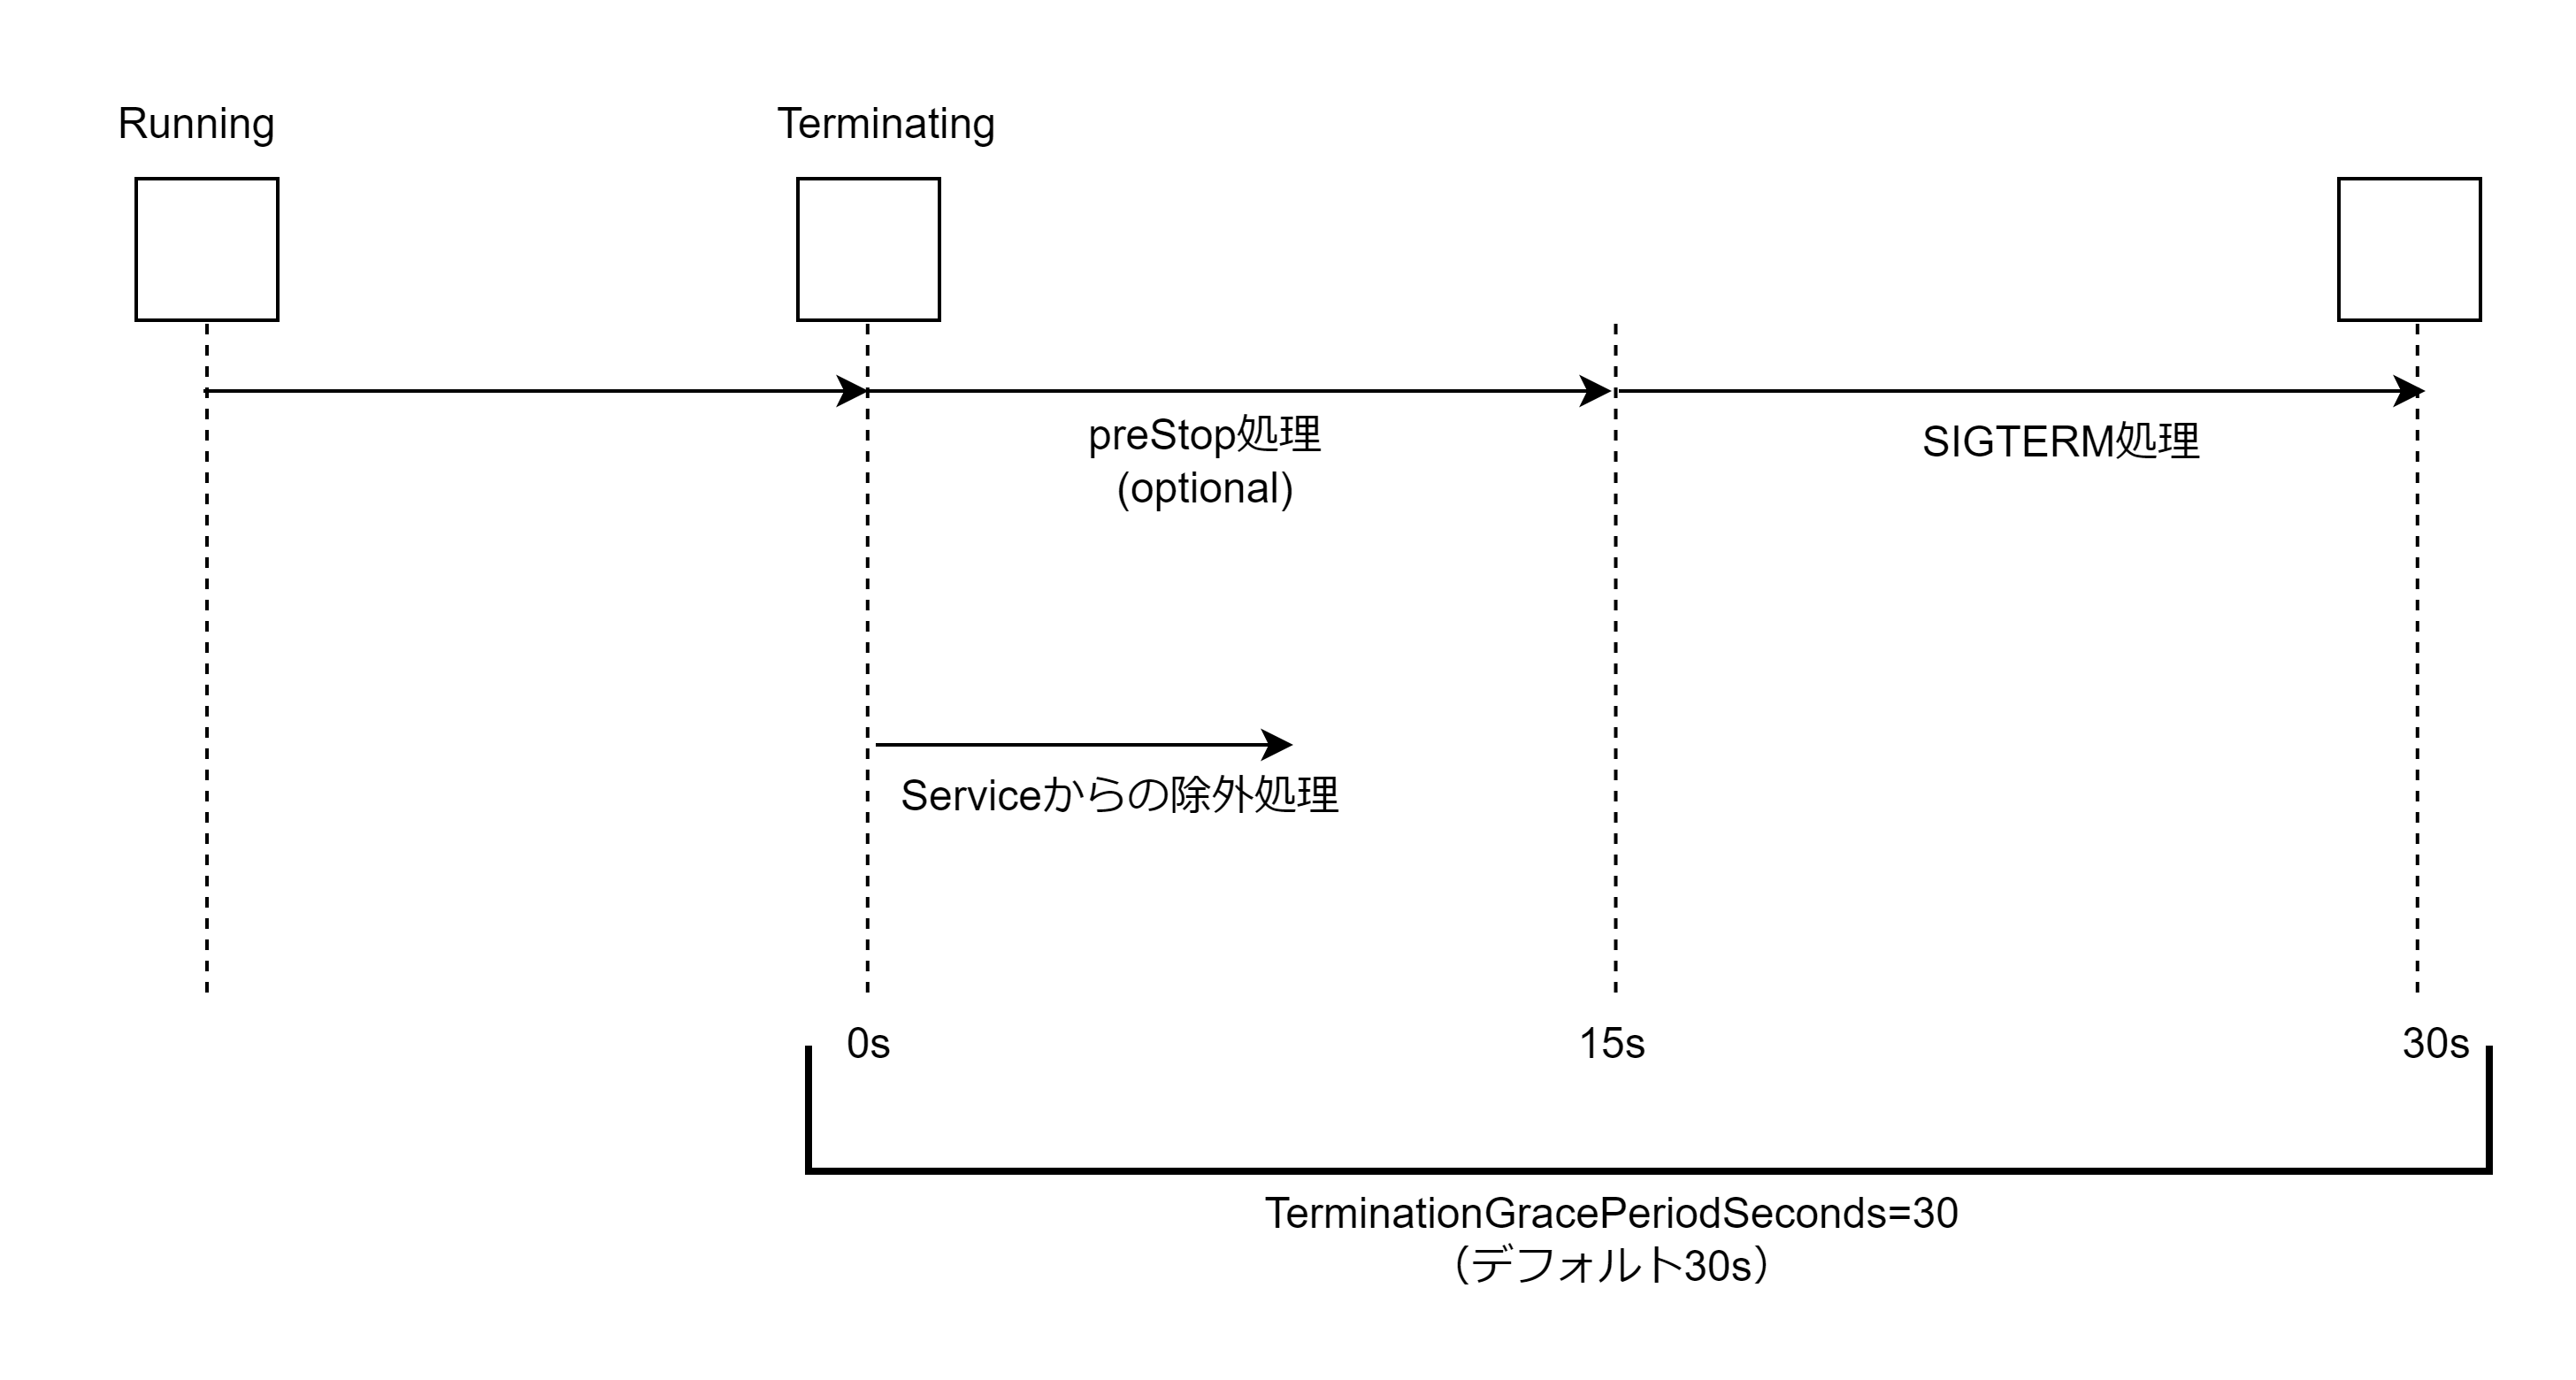 Running
Terminating
preStop処理
(optional)
SIGTERM処理
Serviceからの除外処理
0s
15s
30s
TerminationGracePeriodSeconds=30
（デフォルト30s）